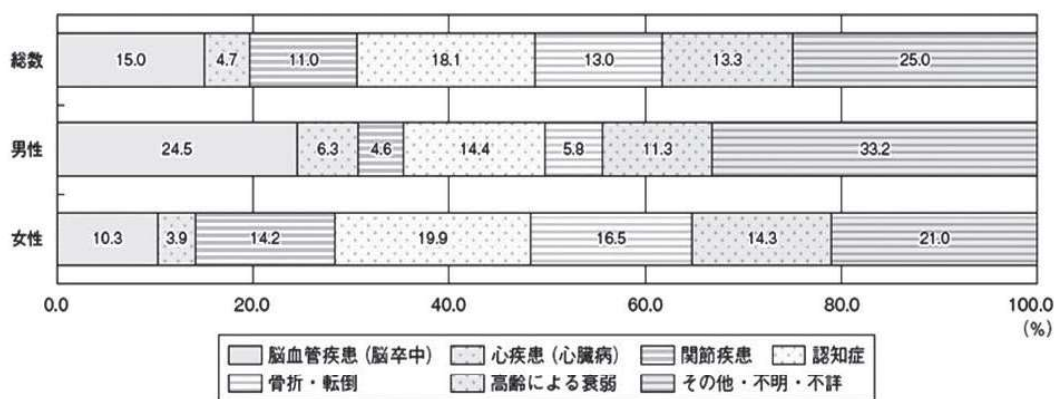 総数 15.0 4.7 11.0 18.1 13.0 13.3 25.0
男性 24.5 6.3 4.6 14.4 5.8 11.3 33.2
女性 10.3 3.9 14.2 19.9 16.5 14.3 21.0
0.0 20.0 40.0 60.0 80.0 100.0
(%)
脳血管疾患(脳卒中) 心疾患(心臓病) 関節疾患 認知症
骨折・転倒 高齢による衰弱 その他・不明・不詳